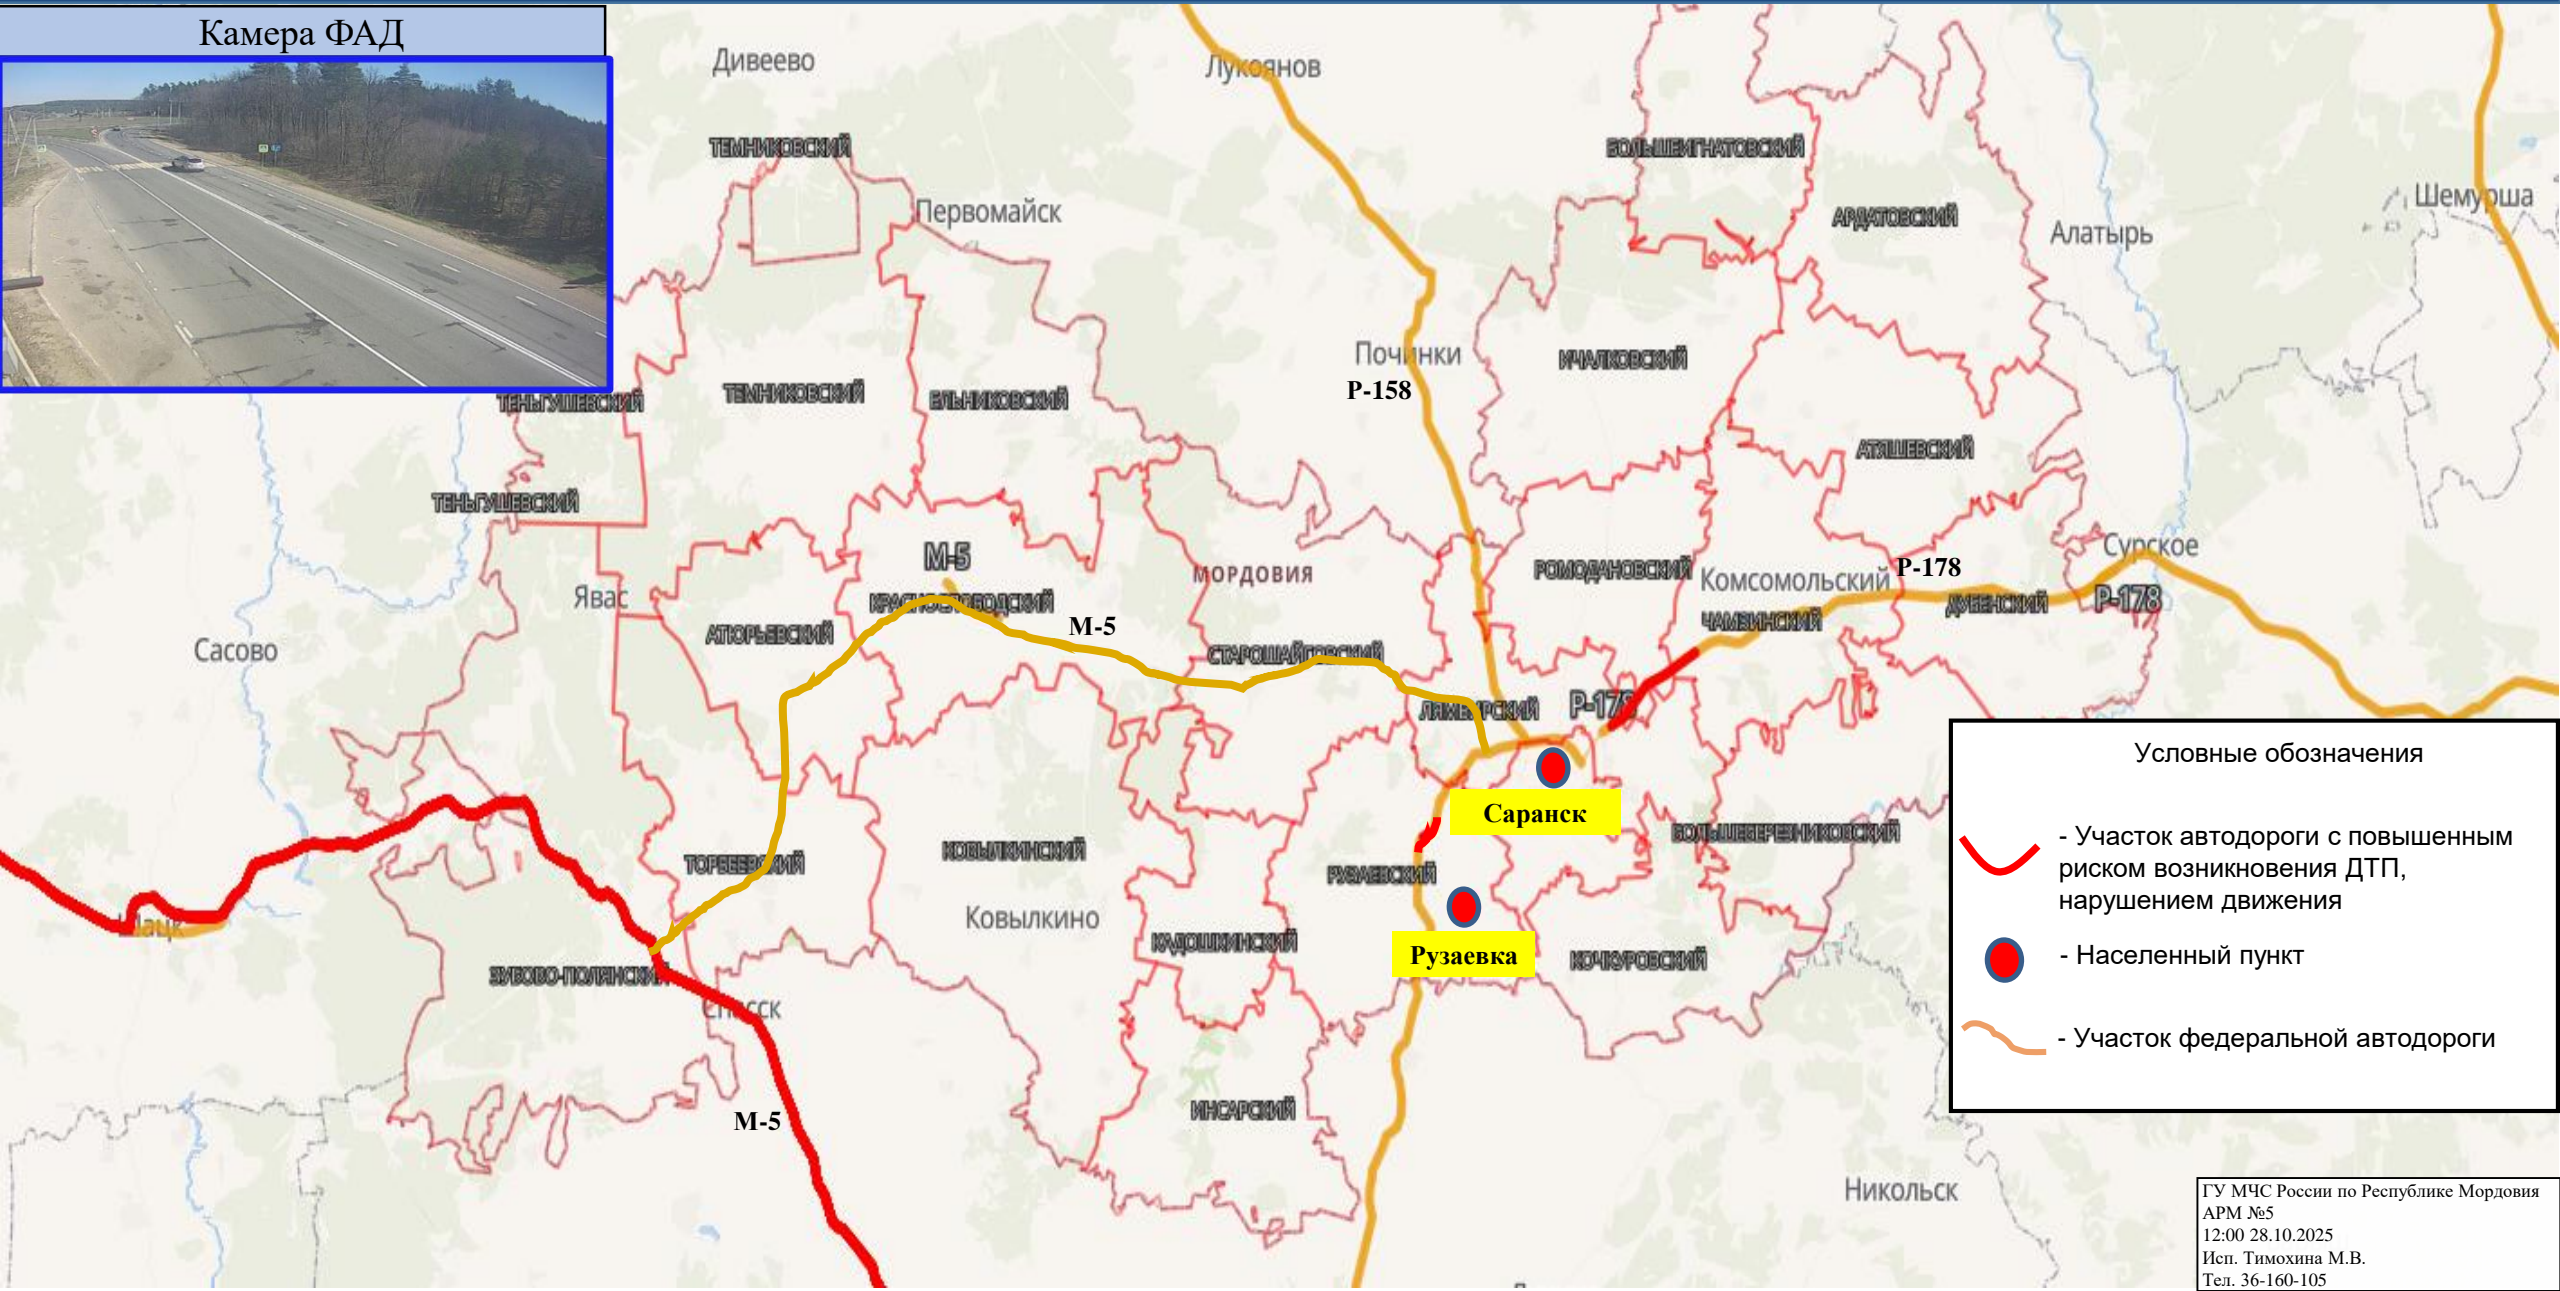 Камера ФАД
Дивеево
Лукоянов
ТЕМНИКОВСКИЙ
БОЛЬШЕИГНАТОВСКИЙ
Шемурша
Первомайск
АРДАТОВСКИЙ
Алатырь
Починки
ИЧАЛКОВСКИЙ
Р-158
ТЕНЬГУШЕВСКИЙ
ТЕМНИКОВСКИЙ
ЕЛЬНИКОВСКИЙ
АТЯШЕВСКИЙ
ТЕНЬГУШЕВСКИЙ
М-5
МОРДОВИЯ
РОМОДАНОВСКИЙ
Комсомольский
Р-178
Сурское
Явас
КРАСНОСЛОБОДСКИЙ
ЧАМЗИНСКИЙ
ДУБЕНСКИЙ
Р-178
АТЮРЬЕВСКИЙ
М-5
Сасово
СТАРОШАЙГОВСКИЙ
ЛЯМБИРСКИЙ
Р-178
Саранск
ТОРБЕЕВСКИЙ
КОВЫЛКИНСКИЙ
РУЗАЕВСКИЙ
БОЛЬШЕБЕРЕЗНИКОВСКИЙ
Шацк
Ковылкино
КАДОШКИНСКИЙ
Рузаевка
КОЧКУРОВСКИЙ
ЗУБОВО-ПОЛЯНСКИЙ
Спасск
М-5
ИНСАРСКИЙ
Никольск
Условные обозначения
- Участок автодороги с повышенным
риском возникновения ДТП,
нарушением движения
- Населенный пункт
- Участок федеральной автодороги
ГУ МЧС России по Республике Мордовия
АРМ №5
12:00 28.10.2025
Исп. Тимохина М.В.
Тел. 36-160-105